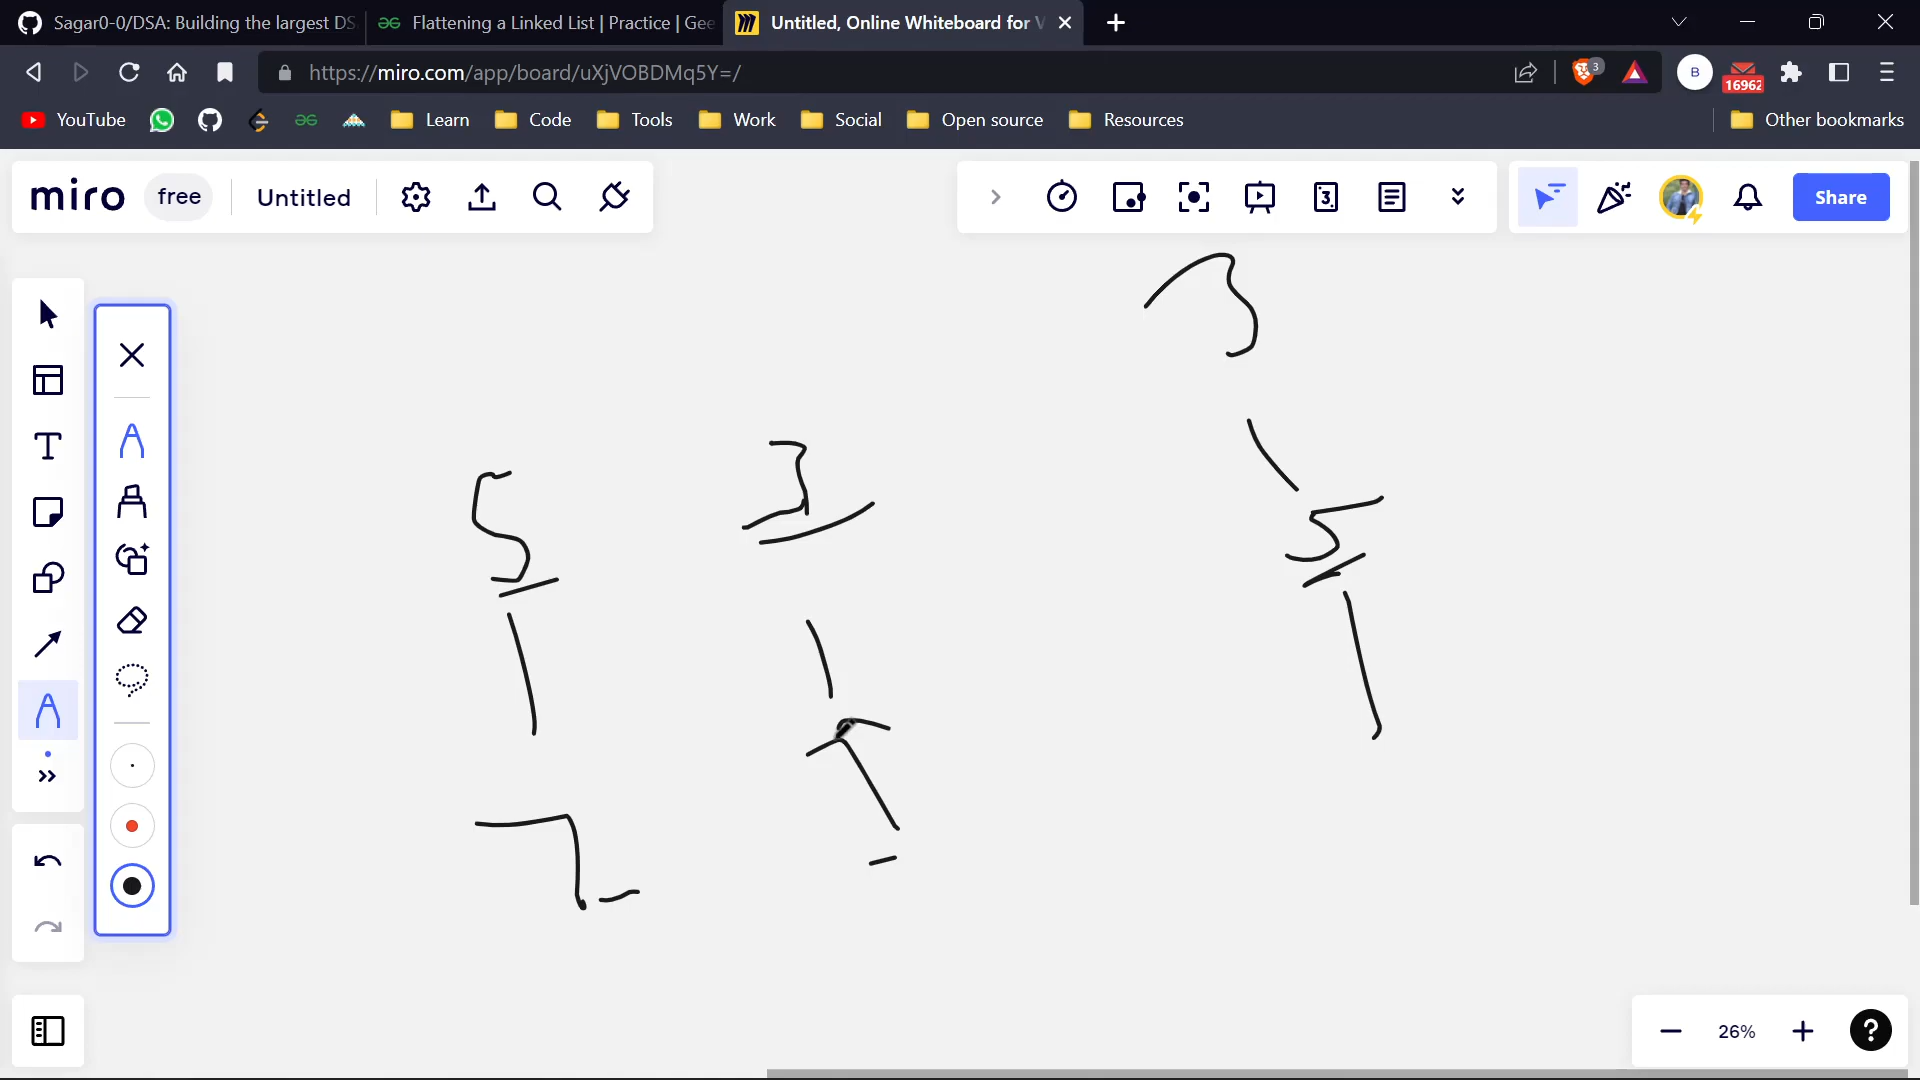 Sagar0-0/DSA: Building the largest DS
Flattening a Linked List | Practice | Gee
Untitled, Online Whiteboard for V
https://miro.com/app/board/uXjVOBDMq5Y=/
3
B
16962
YouTube
Learn
Code
Tools
Work
Social
Open source
Resources
Other bookmarks
miro
free
Untitled
3
Share
3
3
5
5
7
26%
?